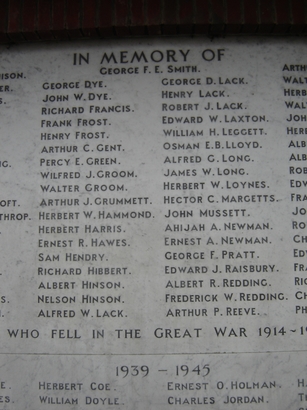 IN MEMORY OF
GEORGE F. E. SMITH.
NISON. GEORGE DYE. GEORGE D. LACK.
JOHN W. DYE. HENRY LACK.
RICHARD FRANCIS. ROBERT J. LACK.
FRANK FROST. EDWARD W. LAXTON.
HENRY FROST. WILLIAM H. LEGGETT.
ARTHUR C. GENT. OSMAN E.B. LLOYD.
PERCY E. GREEN. ALFRED G. LONG.
WILFRED J. GROOM. JAMES W. LONG.
WALTER GROOM. HERBERT W. LOYNES.
OFT. ARTHUR J. GRUMMETT. HECTOR C. MARGETTS.
THROP. HERBERT W. HAMMOND. JOHN MUSSETT.
HERBERT HARRIS. AHIJAH A. NEWMAN.
ERNEST R. HAWES. ERNEST A. NEWMAN.
SAM HENDRY. GEORGE F. PRATT.
RICHARD HIBBERT. EDWARD J. RAISBURY.
ALBERT HINSON. ALBERT R. REDDING.
NELSON HINSON. FREDERICK W. REDDING.
ALFRED W. LACK. ARTHUR P. REEVE.
WHO FELL IN THE GREAT WAR 1914-19
1939 - 1945
HERBERT COE. ERNEST O. HOLMAN.
WILLIAM DOYLE. CHARLES JORDAN.